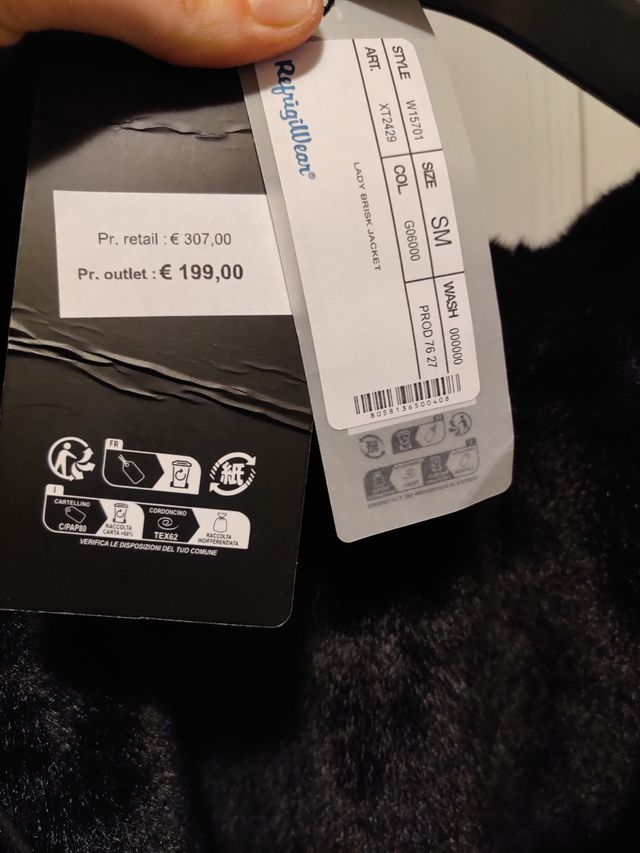 Pr. retail : € 307,00
Pr. outlet : € 199,00
FR
紙
I
CARTELLINO
C/PAP80
RACCOLTA
CARTA >60%
CORDONCINO
TEX62
RACCOLTA
INDIFFERENZIATA
VERIFICA LE DISPOSIZIONI DEL TUO COMUNE
RefrigiWear®
LADY BRISK JACKET
STYLE W15701 SIZE SM WASH 000000
ART. XT2429 COL. G06000 PROD 76 27
8058136500408